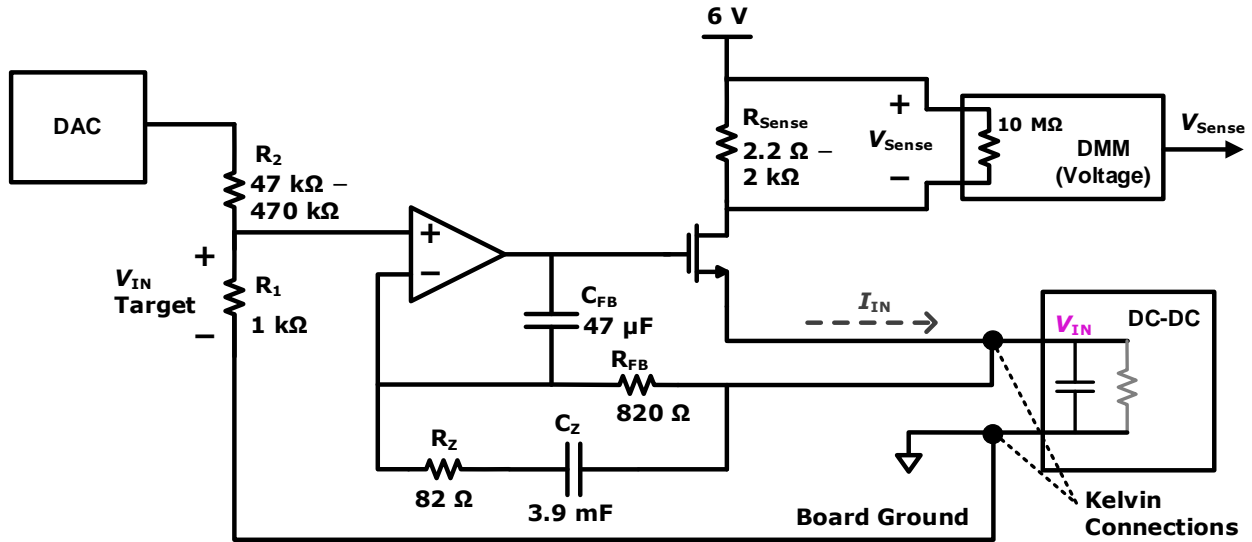 6 V
DAC
R2
47 kΩ –
470 kΩ
+
VIN
Target
–
R1
1 kΩ
+
–
CFB
47 µF
RFB
820 Ω
RZ
82 Ω
CZ
3.9 mF
RSense
2.2 Ω –
2 kΩ
+
VSense
–
10 MΩ
DMM
(Voltage)
VSense
IIN
VIN
DC-DC
Board Ground
Kelvin
Connections